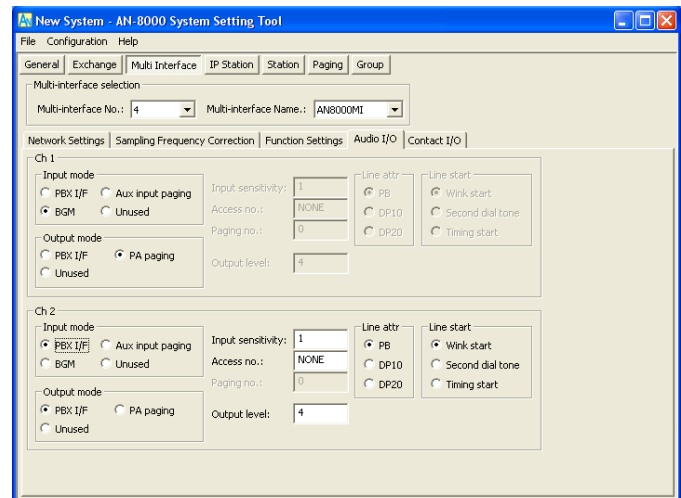 New System - AN-8000 System Setting Tool
File Configuration Help
General Exchange Multi Interface IP Station Station Paging Group
Multi-interface selection
Multi-interface No.: 4 Multi-interface Name.: AN8000MI
Network Settings Sampling Frequency Correction Function Settings Audio I/O Contact I/O
Ch 1
Input mode Line attr Line start
PBX I/F Aux input paging Input sensitivity: 1 PB Wink start
BGM Unused Access no.: NONE DP10 Second dial tone
Paging no.: 0 DP20 Timing start
Output mode
PBX I/F PA paging Output level: 4
Unused
Ch 2
Input mode Line attr Line start
PBX I/F Aux input paging Input sensitivity: 1 PB Wink start
BGM Unused Access no.: NONE DP10 Second dial tone
Paging no.: 0 DP20 Timing start
Output mode
PBX I/F PA paging Output level: 4
Unused